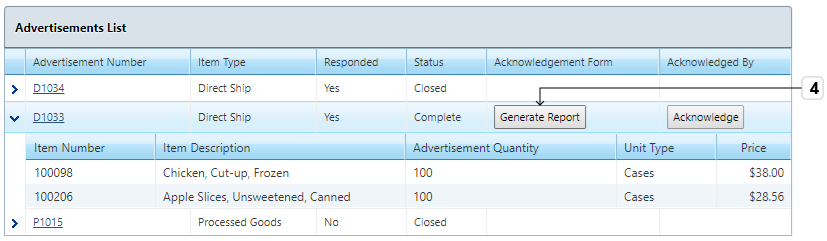 Advertisements List
Advertisement Number Item Type Responded Status Acknowledgement Form Acknowledged By
D1034 Direct Ship Yes Closed
4
D1033 Direct Ship Yes Complete Generate Report Acknowledge
Item Number Item Description Advertisement Quantity Unit Type Price
100098 Chicken, Cut-up, Frozen 100 Cases $38.00
100206 Apple Slices, Unsweetened, Canned 100 Cases $28.56
P1015 Processed Goods No Closed